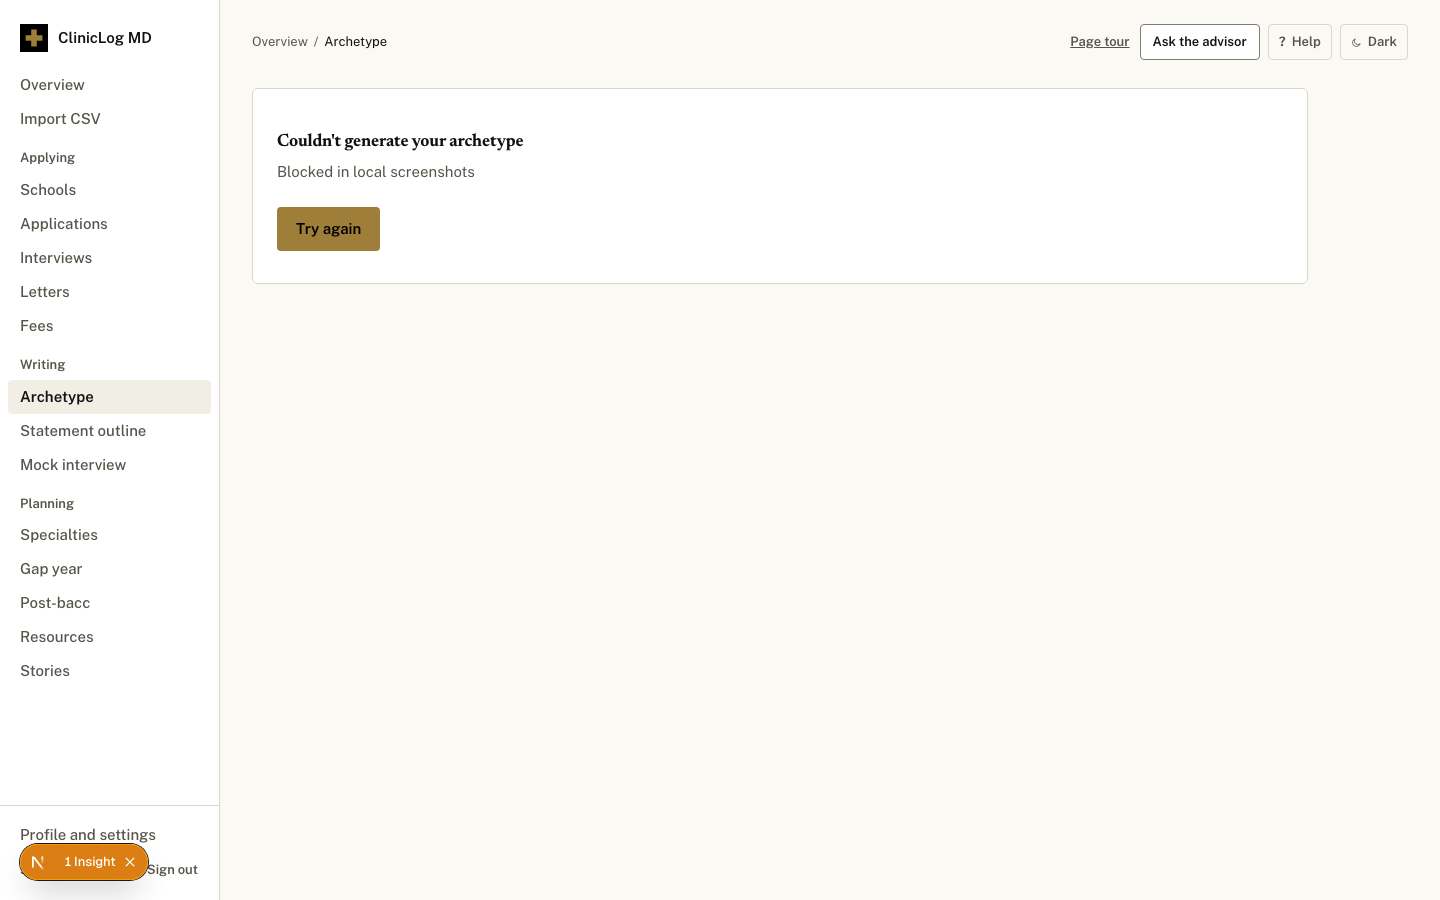 ClinicLog MD
Overview
Import CSV
Applying
Schools
Applications
Interviews
Letters
Fees
Writing
Archetype
Statement outline
Mock interview
Planning
Specialties
Gap year
Post-bacc
Resources
Stories
Profile and settings
1 Insight
Sign out
Overview / Archetype
Page tour
Ask the advisor
? Help
Dark
Couldn't generate your archetype
Blocked in local screenshots
Try again